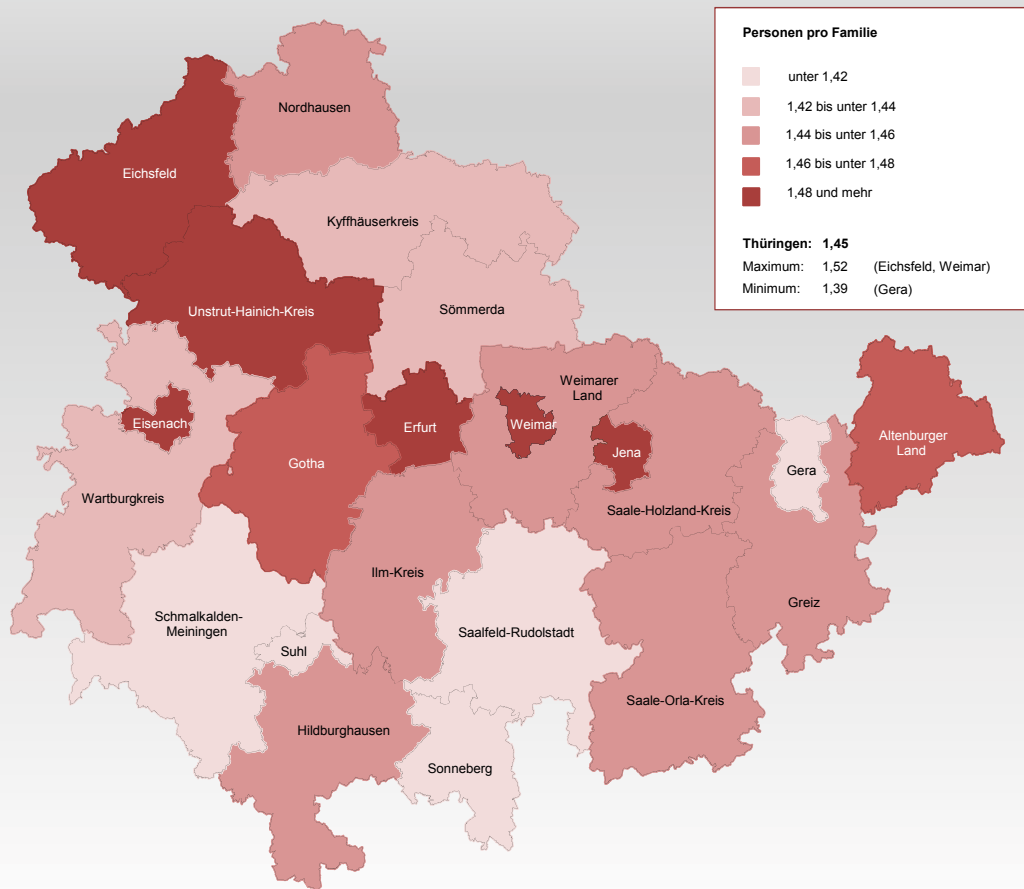 Personen pro Familie
unter 1,42
1,42 bis unter 1,44
1,44 bis unter 1,46
1,46 bis unter 1,48
1,48 und mehr
Thüringen: 1,45
Maximum: 1,52 (Eichsfeld, Weimar)
Minimum: 1,39 (Gera)
Nordhausen
Eichsfeld
Kyffhäuserkreis
Unstrut-Hainich-Kreis
Sömmerda
Weimarer
Land
Eisenach
Erfurt
Weimar
Jena
Altenburger
Land
Gotha
Gera
Wartburgkreis
Saale-Holzland-Kreis
Ilm-Kreis
Greiz
Schmalkalden-
Meiningen
Saalfeld-Rudolstadt
Suhl
Saale-Orla-Kreis
Hildburghausen
Sonneberg